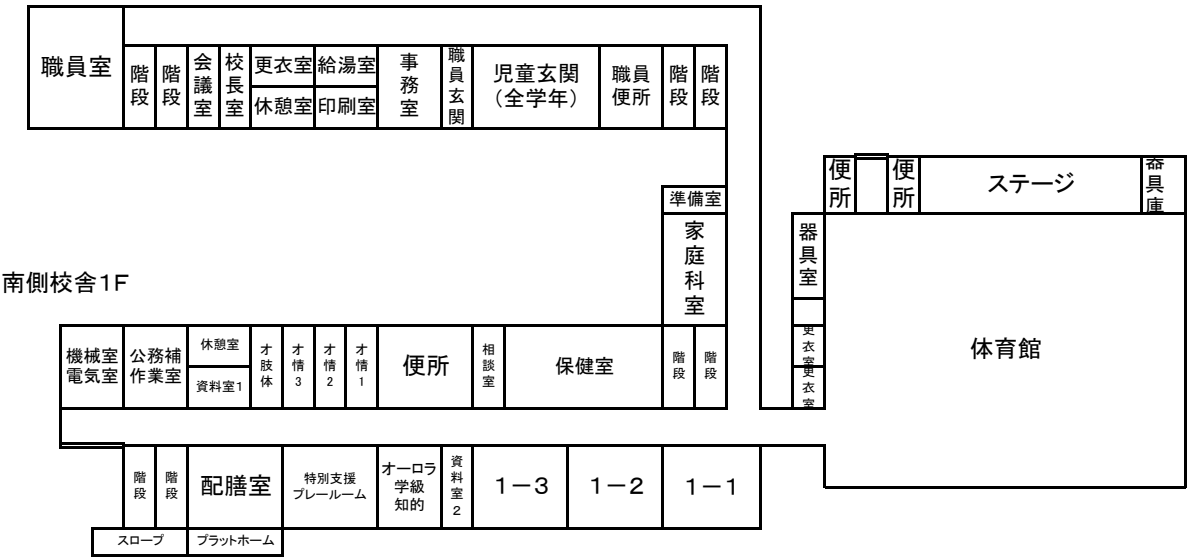 職員室
階段
階段
会議室
校長室
更衣室
休憩室
給湯室
印刷室
事務室
職員玄関
児童玄関
(全学年)
職員
便所
階段
階段
便所
便所
ステージ
器具庫
準備室
家庭科室
器具室
南側校舎1F
機械室
電気室
公務補
作業室
休憩室
資料室1
オ肢体
オ情3
オ情2
オ情1
便所
相談室
保健室
階段
階段
更衣室
更衣室
体育館
階段
階段
配膳室
特別支援
プレールーム
オーロラ
学級
知的
資料室2
1－3
1－2
1－1
スロープ
プラットホーム